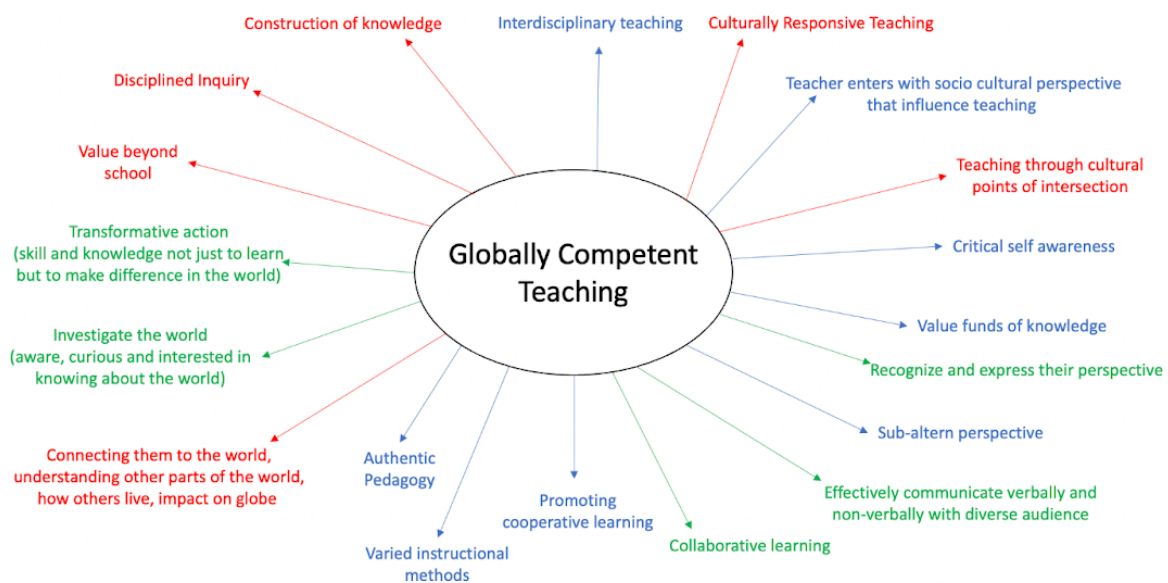 Construction of knowledge
Interdisciplinary teaching
Culturally Responsive Teaching
Disciplined Inquiry
Teacher enters with socio cultural perspective
that influence teaching
Value beyond
school
Teaching through cultural
points of intersection
Transformative action
(skill and knowledge not just to learn
but to make difference in the world)
Globally Competent
Teaching
Critical self awareness
Investigate the world
(aware, curious and interested in
knowing about the world)
Value funds of knowledge
Recognize and express their perspective
Sub-altern perspective
Connecting them to the world,
understanding other parts of the world,
how others live, impact on globe
Authentic
Pedagogy
Promoting
cooperative learning
Effectively communicate verbally and
non-verbally with diverse audience
Varied instructional
methods
Collaborative learning